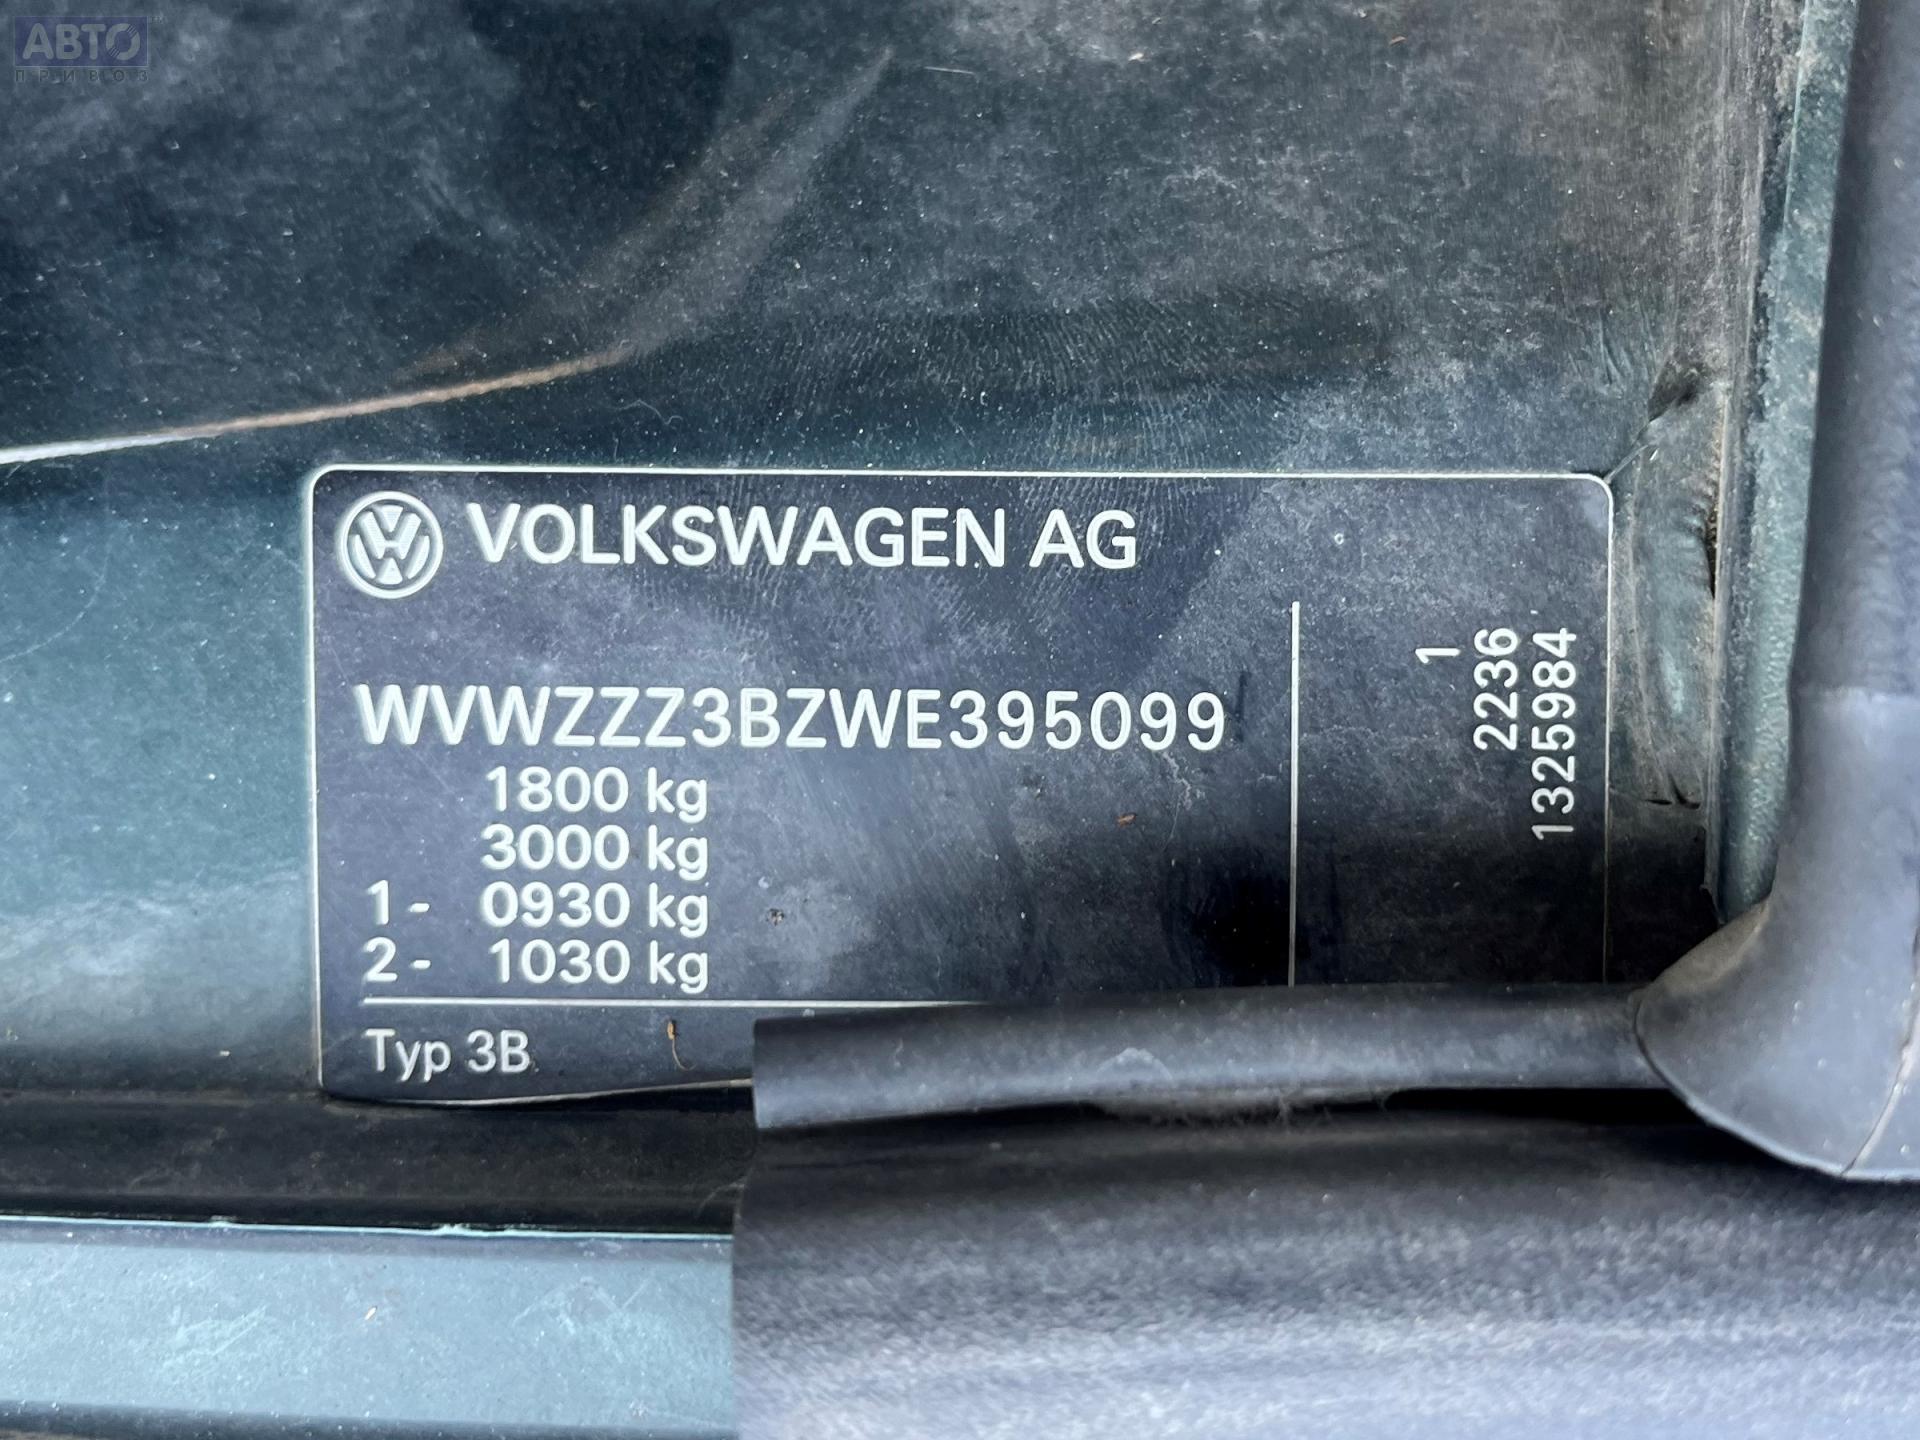 АВТО
ПРИВОЗ
VOLKSWAGEN AG
WVWZZZ3BZWE395099
1800 kg
3000 kg
1- 0930 kg
2- 1030 kg
Typ 3B
1
2236
1325984